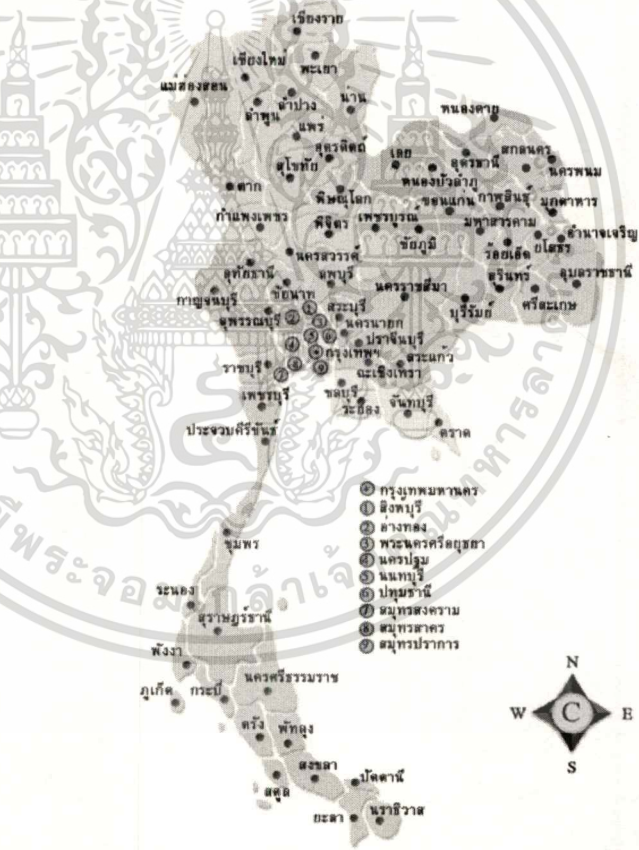 เชียงราย
เชียงใหม่
พะเยา
แม่ฮ่องสอน
ลำปาง
น่าน
ลำพูน
แพร่
หนองคาย
อุตรดิตถ์
เลย
อุดรธานี
สกลนคร
นครพนม
สุโขทัย
หนองบัวลำภู
ตาก
พิษณุโลก
ขอนแก่น
กาฬสินธุ์
มุกดาหาร
กำแพงเพชร
พิจิตร
เพชรบูรณ์
ชัยภูมิ
มหาสารคาม
อำนาจเจริญ
ร้อยเอ็ด
ยโสธร
นครสวรรค์
อุทัยธานี
ลพบุรี
นครราชสีมา
สุรินทร์
อุบลราชธานี
กาญจนบุรี
ชัยนาท
สระบุรี
บุรีรัมย์
ศรีสะเกษ
สุพรรณบุรี
นครนายก
ปราจีนบุรี
กรุงเทพฯ
สระแก้ว
ราชบุรี
ฉะเชิงเทรา
เพชรบุรี
ชลบุรี
ระยอง
จันทบุรี
ตราด
ประจวบคีรีขันธ์
กรุงเทพมหานคร
1 สิงห์บุรี
2 อ่างทอง
3 พระนครศรีอยุธยา
4 นครปฐม
5 นนทบุรี
6 ปทุมธานี
7 สมุทรสงคราม
8 สมุทรสาคร
9 สมุทรปราการ
ชุมพร
ระนอง
สุราษฎร์ธานี
พังงา
ภูเก็ต
กระบี่
นครศรีธรรมราช
ตรัง
พัทลุง
สงขลา
ปัตตานี
สตูล
ยะลา
นราธิวาส
N
W C E
S
พระจอมเกล้าเจ้า